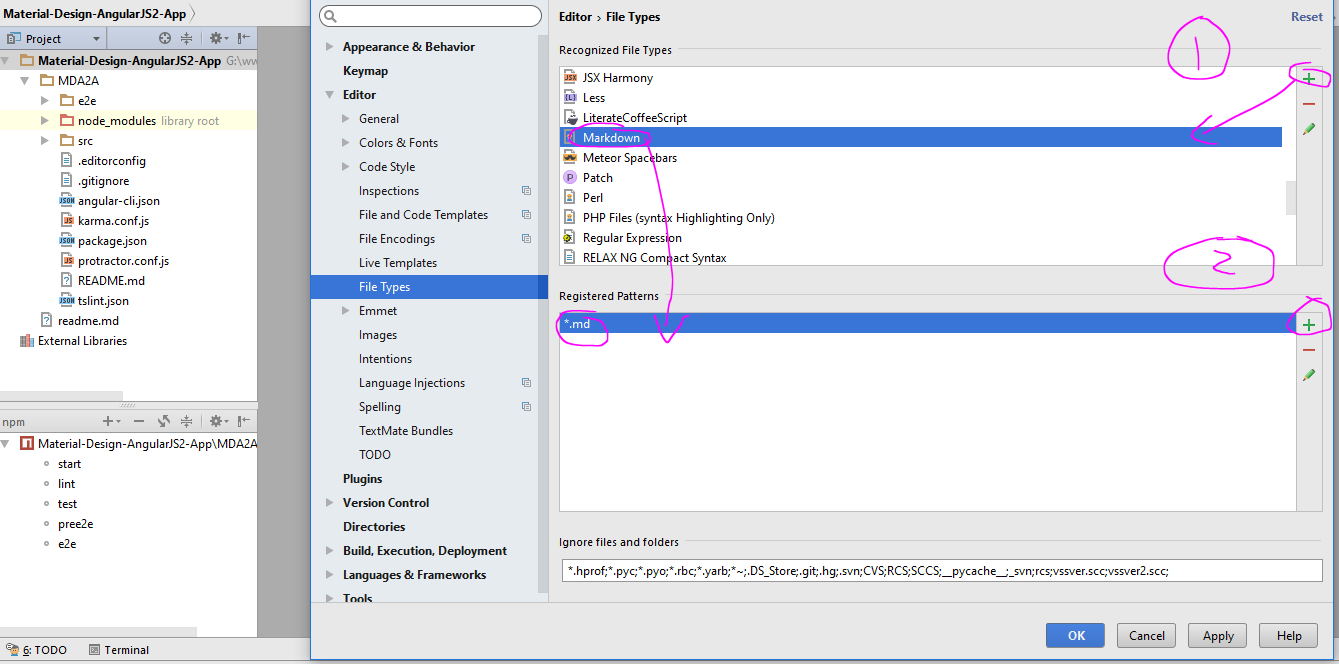 Material-Design-AngularJS2-App
Project
Material-Design-AngularJS2-App G:\ww
MDA2A
e2e
node_modules library root
src
.editorconfig
.gitignore
angular-cli.json
karma.conf.js
package.json
protractor.conf.js
README.md
tslint.json
readme.md
External Libraries
npm
Material-Design-AngularJS2-App\MDA2A
start
lint
test
pree2e
e2e
6: TODO Terminal
Appearance & Behavior
Keymap
Editor
General
Colors & Fonts
Code Style
Inspections
File and Code Templates
File Encodings
Live Templates
File Types
Emmet
Images
Intentions
Language Injections
Spelling
TextMate Bundles
TODO
Plugins
Version Control
Directories
Build, Execution, Deployment
Languages & Frameworks
Tools
Editor › File Types Reset
1
Recognized File Types
JSX Harmony
Less
LiterateCoffeeScript
Markdown
Meteor Spacebars
Patch
Perl
PHP Files (syntax Highlighting Only)
Regular Expression
RELAX NG Compact Syntax
2
Registered Patterns
*.md
Ignore files and folders
*.hprof;*.pyc;*.pyo;*.rbc;*.yarb;*~;.DS_Store;.git;.hg;.svn;CVS;RCS;SCCS;__pycache__;_svn;rcs;vssver.scc;vssver2.scc;
OK Cancel Apply Help